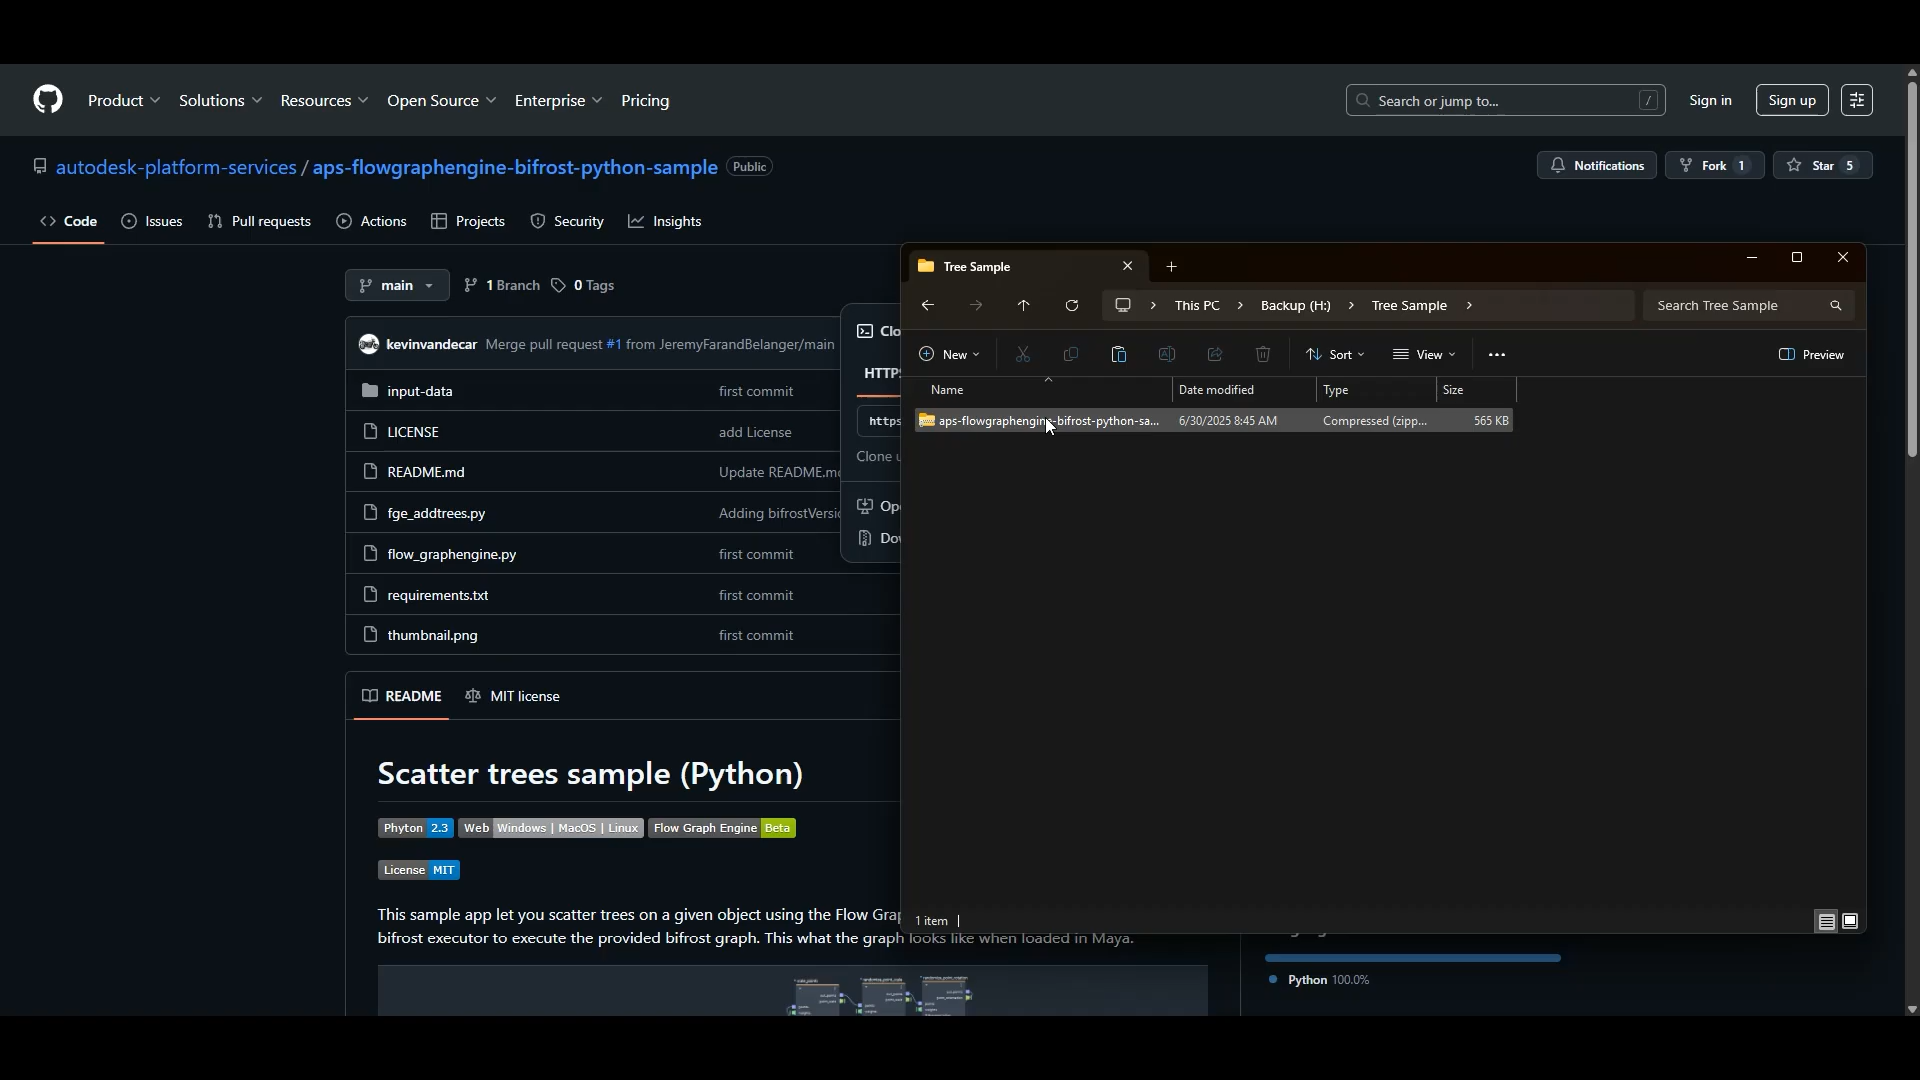 Product Solutions Resources Open Source Enterprise Pricing Search or jump to... / Sign in Sign up
autodesk-platform-services / aps-flowgraphengine-bifrost-python-sample Public Notifications Fork 1 Star 5
Code Issues Pull requests Actions Projects Security Insights
main 1 Branch 0 Tags
kevinvandecar Merge pull request #1 from JeremyFarandBelanger/main
input-data first commit
LICENSE add License
README.md Update README.m
fge_addtrees.py Adding bifrostVersi
flow_graphengine.py first commit
requirements.txt first commit
thumbnail.png first commit
Clo
HTTPS
https
Clone u
Op
Dow
Tree Sample
This PC Backup (H:) Tree Sample Search Tree Sample
New Sort View Preview
Name Date modified Type Size
aps-flowgraphengine-bifrost-python-sa... 6/30/2025 8:45 AM Compressed (zipp... 565 KB
1 item
README MIT license
Scatter trees sample (Python)
Phyton 2.3 Web Windows | MacOS | Linux Flow Graph Engine Beta
License MIT
This sample app let you scatter trees on a given object using the Flow Gra
bifrost executor to execute the provided bifrost graph. This what the graph looks like when loaded in Maya.
Python 100.0%